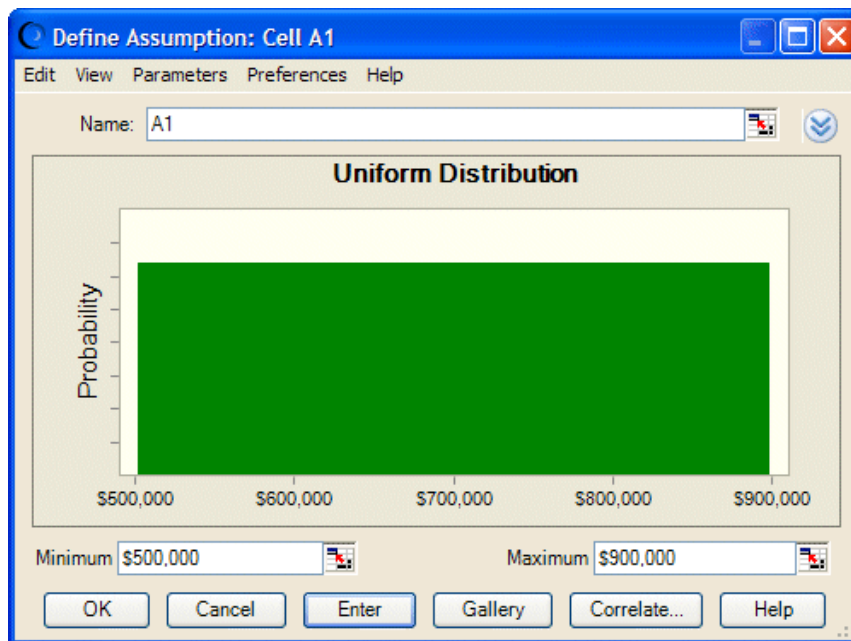 Define Assumption: Cell A1
Edit View Parameters Preferences Help
Name: A1
Uniform Distribution
Probability
$500,000 $600,000 $700,000 $800,000 $900,000
Minimum $500,000 Maximum $900,000
OK Cancel Enter Gallery Correlate... Help